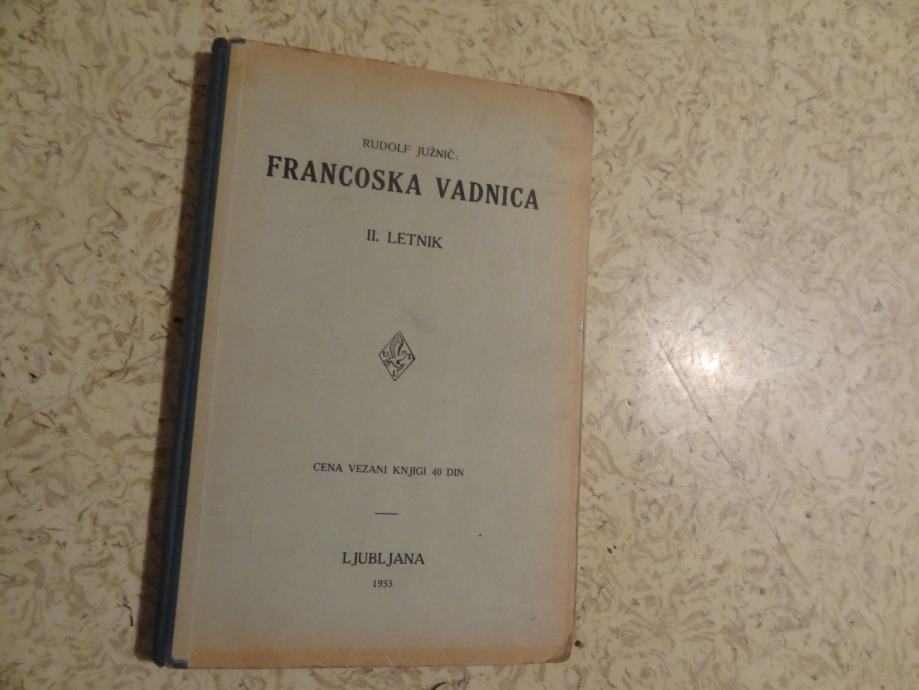 RUDOLF JUŽNIČ:
FRANCOSKA VADNICA
II. LETNIK
CENA VEZANI KNJIGI 40 DIN
LJUBLJANA
1933